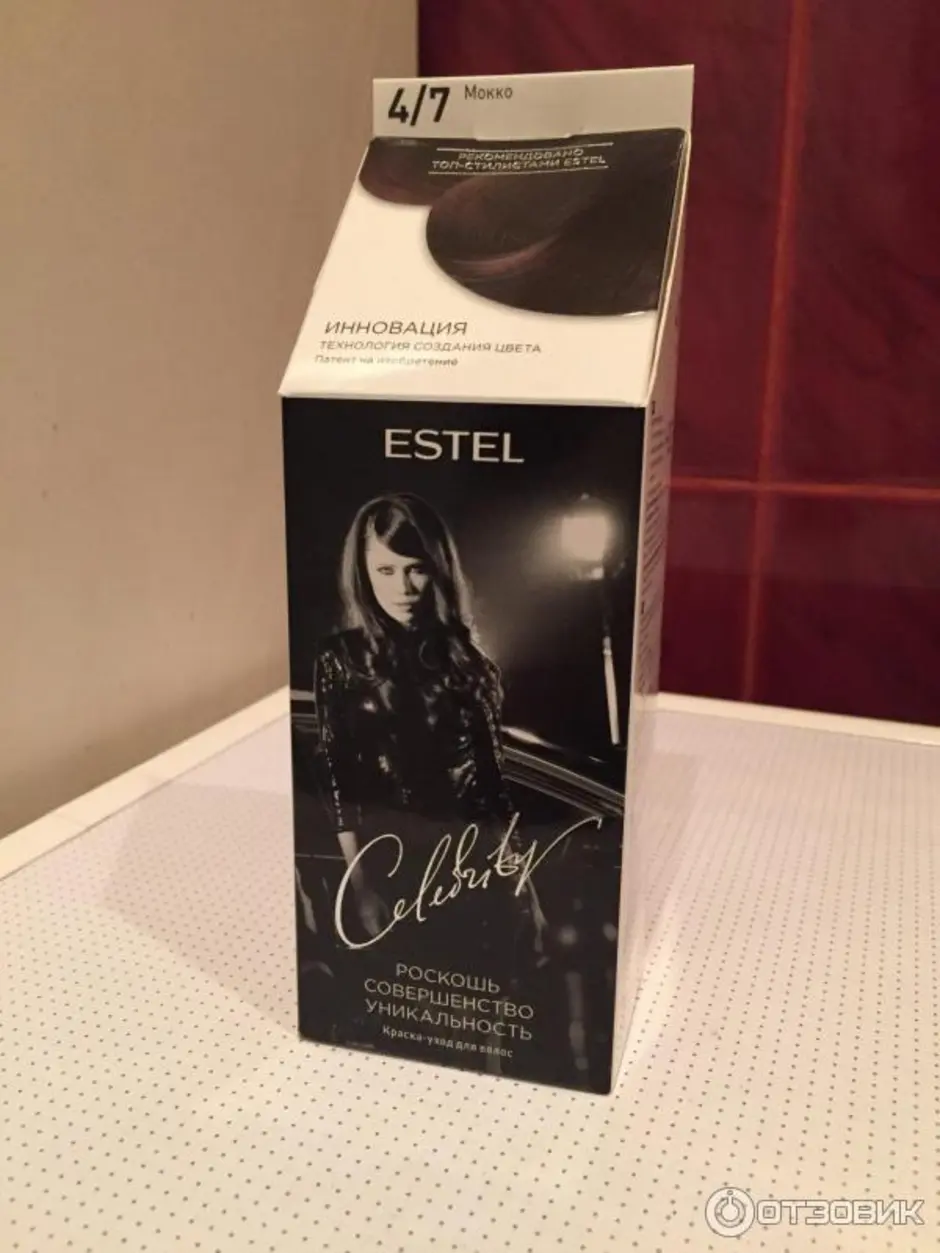 4/7 Мокко
РЕКОМЕНДОВАНО
ТОП-СТИЛИСТАМИ ESTEL
ИННОВАЦИЯ
ТЕХНОЛОГИЯ СОЗДАНИЯ ЦВЕТА
Патент на изобретение
ESTEL
Celebrity
РОСКОШЬ
СОВЕРШЕНСТВО
УНИКАЛЬНОСТЬ
Краска-уход для волос
ОТЗОВИК